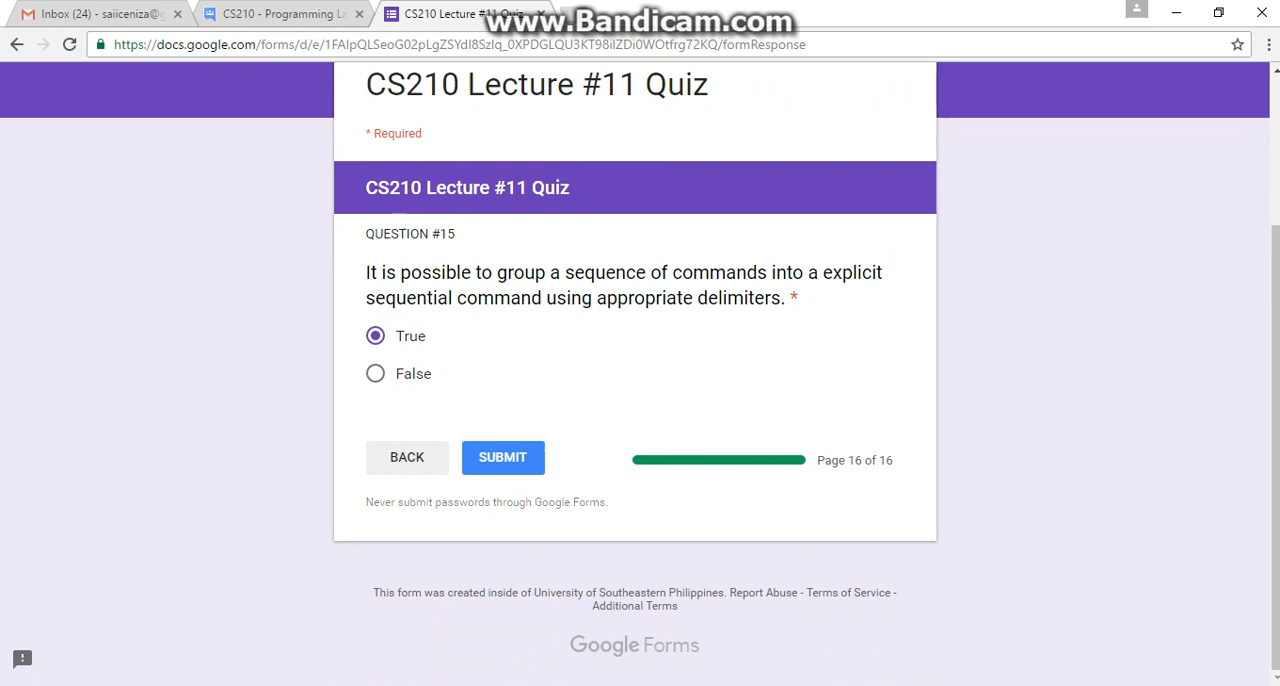 www.Bandicam.com
Inbox (24) - saiiceniza@g
CS210 - Programming La
CS210 Lecture #11 Quiz
https://docs.google.com/forms/d/e/1FAIpQLSeoG02pLgZSYdI8Szlq_0XPDGLQU3KT98iIZDi0WOtfrg72KQ/formResponse
CS210 Lecture #11 Quiz
* Required
CS210 Lecture #11 Quiz
QUESTION #15
It is possible to group a sequence of commands into a explicit
sequential command using appropriate delimiters. *
True
False
BACK
SUBMIT
Page 16 of 16
Never submit passwords through Google Forms.
This form was created inside of University of Southeastern Philippines. Report Abuse - Terms of Service -
Additional Terms
Google Forms